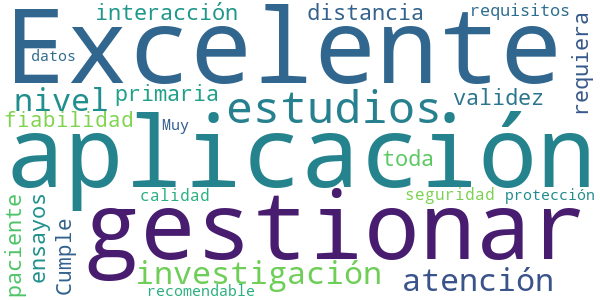 interacción
distancia
requisitos
Excelente
datos
requiera
nivel
primaria
estudios
validez
fiabilidad
Muy
aplicación
toda
paciente
ensayos
Cumple
calidad
seguridad
protección
gestionar
investigación
atención
recomendable